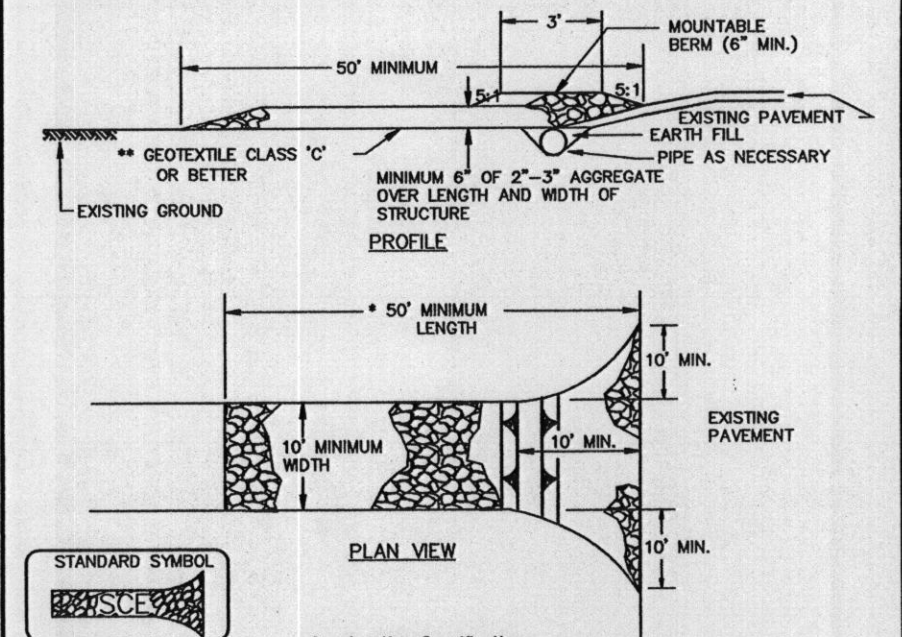 3'
MOUNTABLE
BERM (6" MIN.)
50' MINIMUM
5:1
5:1
EXISTING PAVEMENT
** GEOTEXTILE CLASS 'C'
OR BETTER
EARTH FILL
PIPE AS NECESSARY
MINIMUM 6" OF 2"-3" AGGREGATE
OVER LENGTH AND WIDTH OF
STRUCTURE
EXISTING GROUND
PROFILE
* 50' MINIMUM
LENGTH
10' MIN.
10' MINIMUM
WIDTH
10' MIN.
EXISTING
PAVEMENT
10' MIN.
PLAN VIEW
STANDARD SYMBOL
SCE